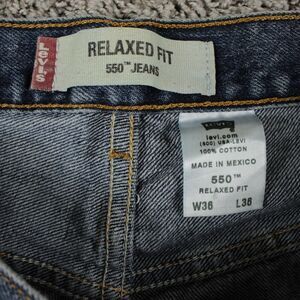 LEVI'S
RELAXED FIT
550™ JEANS
LEVI'S
levi.com
(800) USA-LEVI
100% COTTON
MADE IN MEXICO
550™
RELAXED FIT
W36 L36